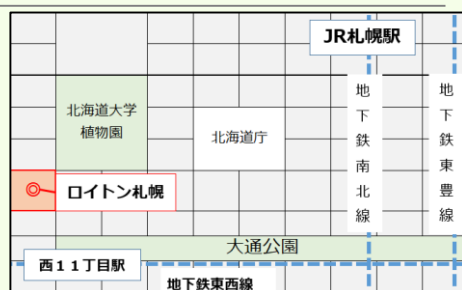 JR札幌駅
北海道大学
植物園
北海道庁
地下鉄南北線
地下鉄東豊線
ロイトン札幌
大通公園
西11丁目駅
地下鉄東西線